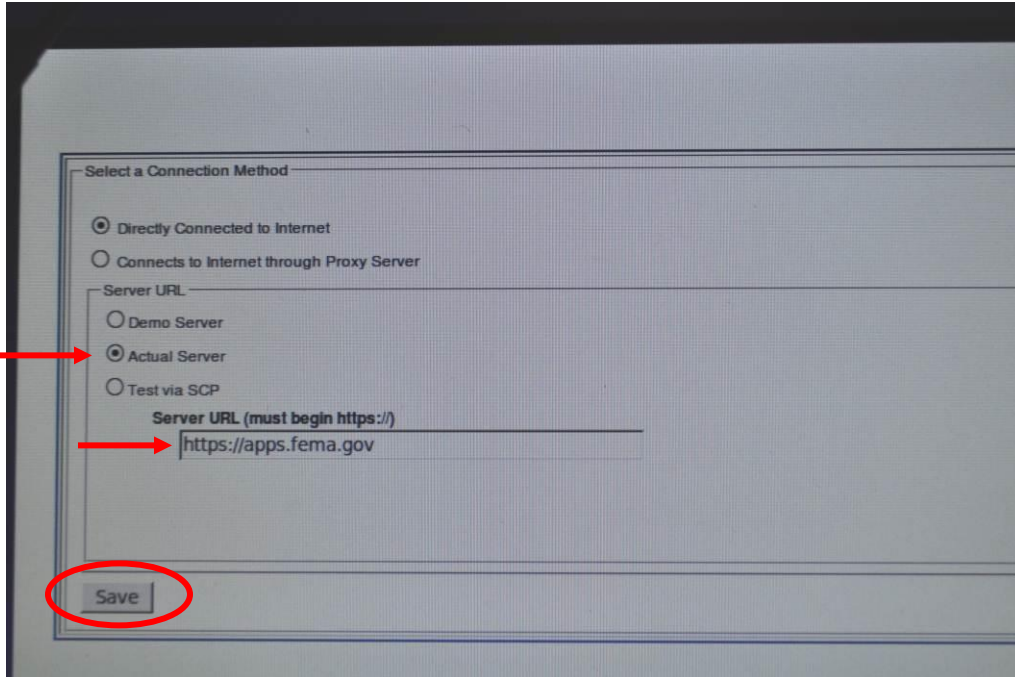 Select a Connection Method
Directly Connected to Internet
Connects to Internet through Proxy Server
Server URL
Demo Server
Actual Server
Test via SCP
Server URL (must begin https://)
https://apps.fema.gov
Save